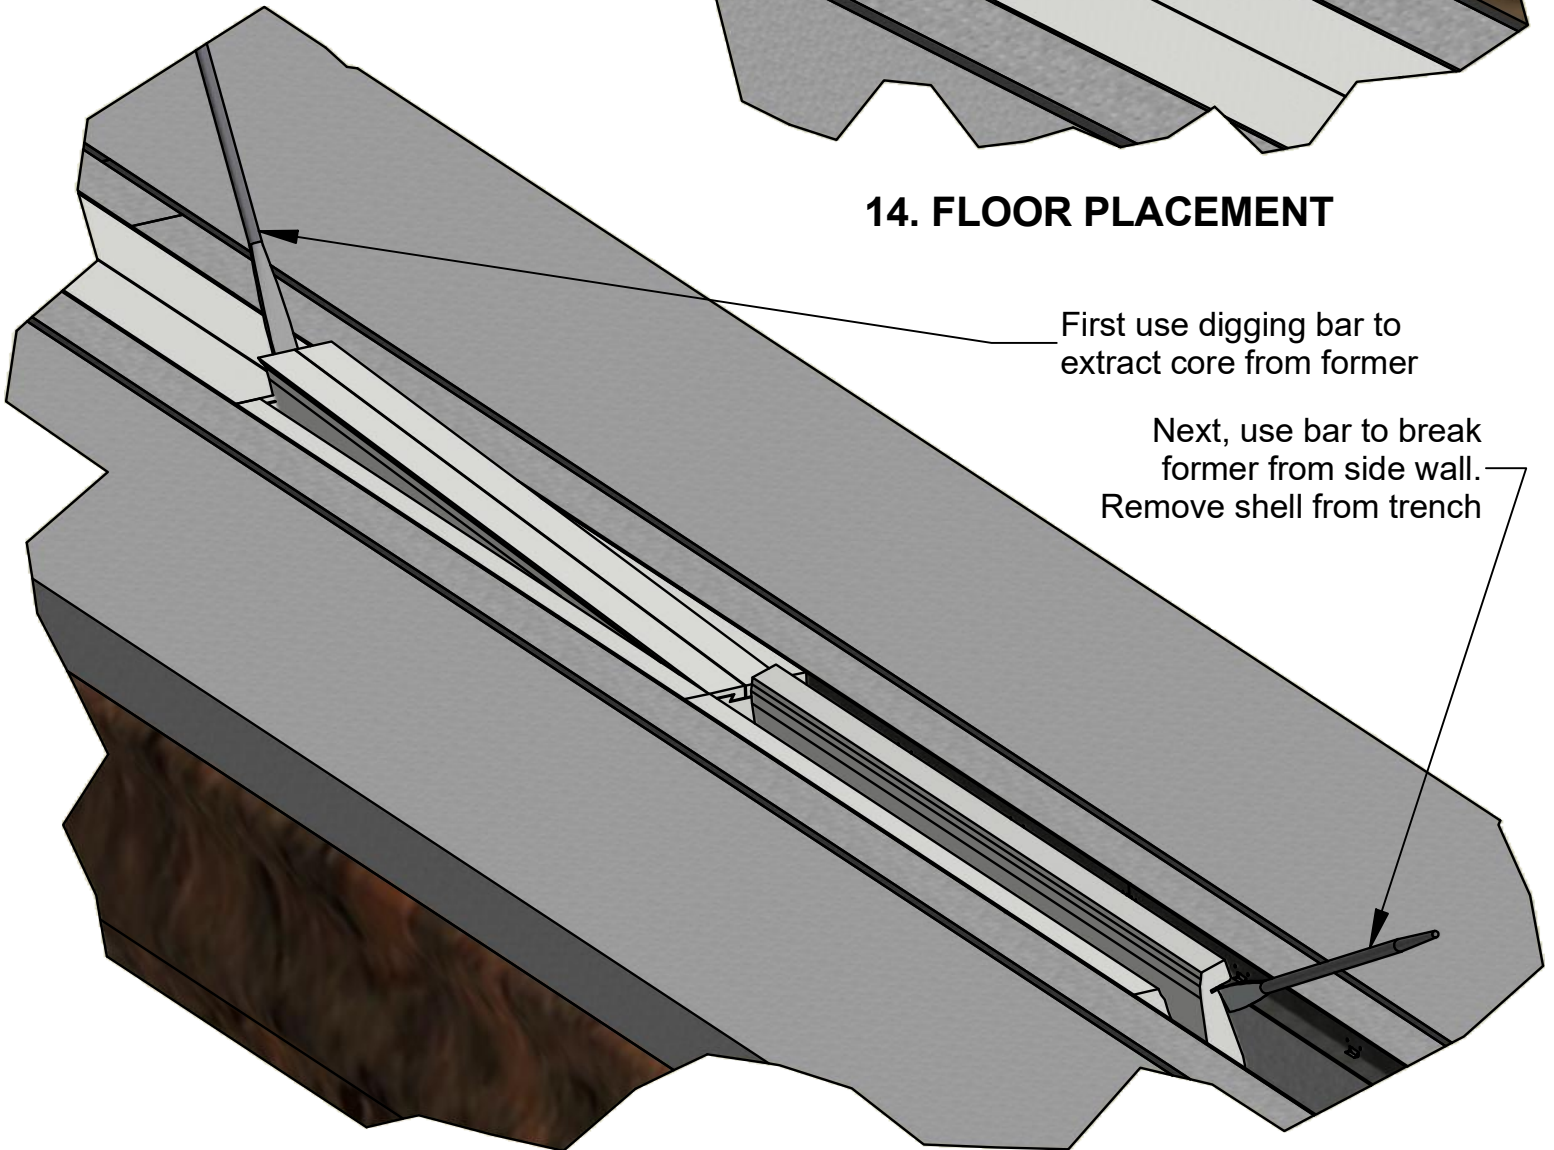 14. FLOOR PLACEMENT
First use digging bar to
extract core from former
Next, use bar to break
former from side wall.
Remove shell from trench